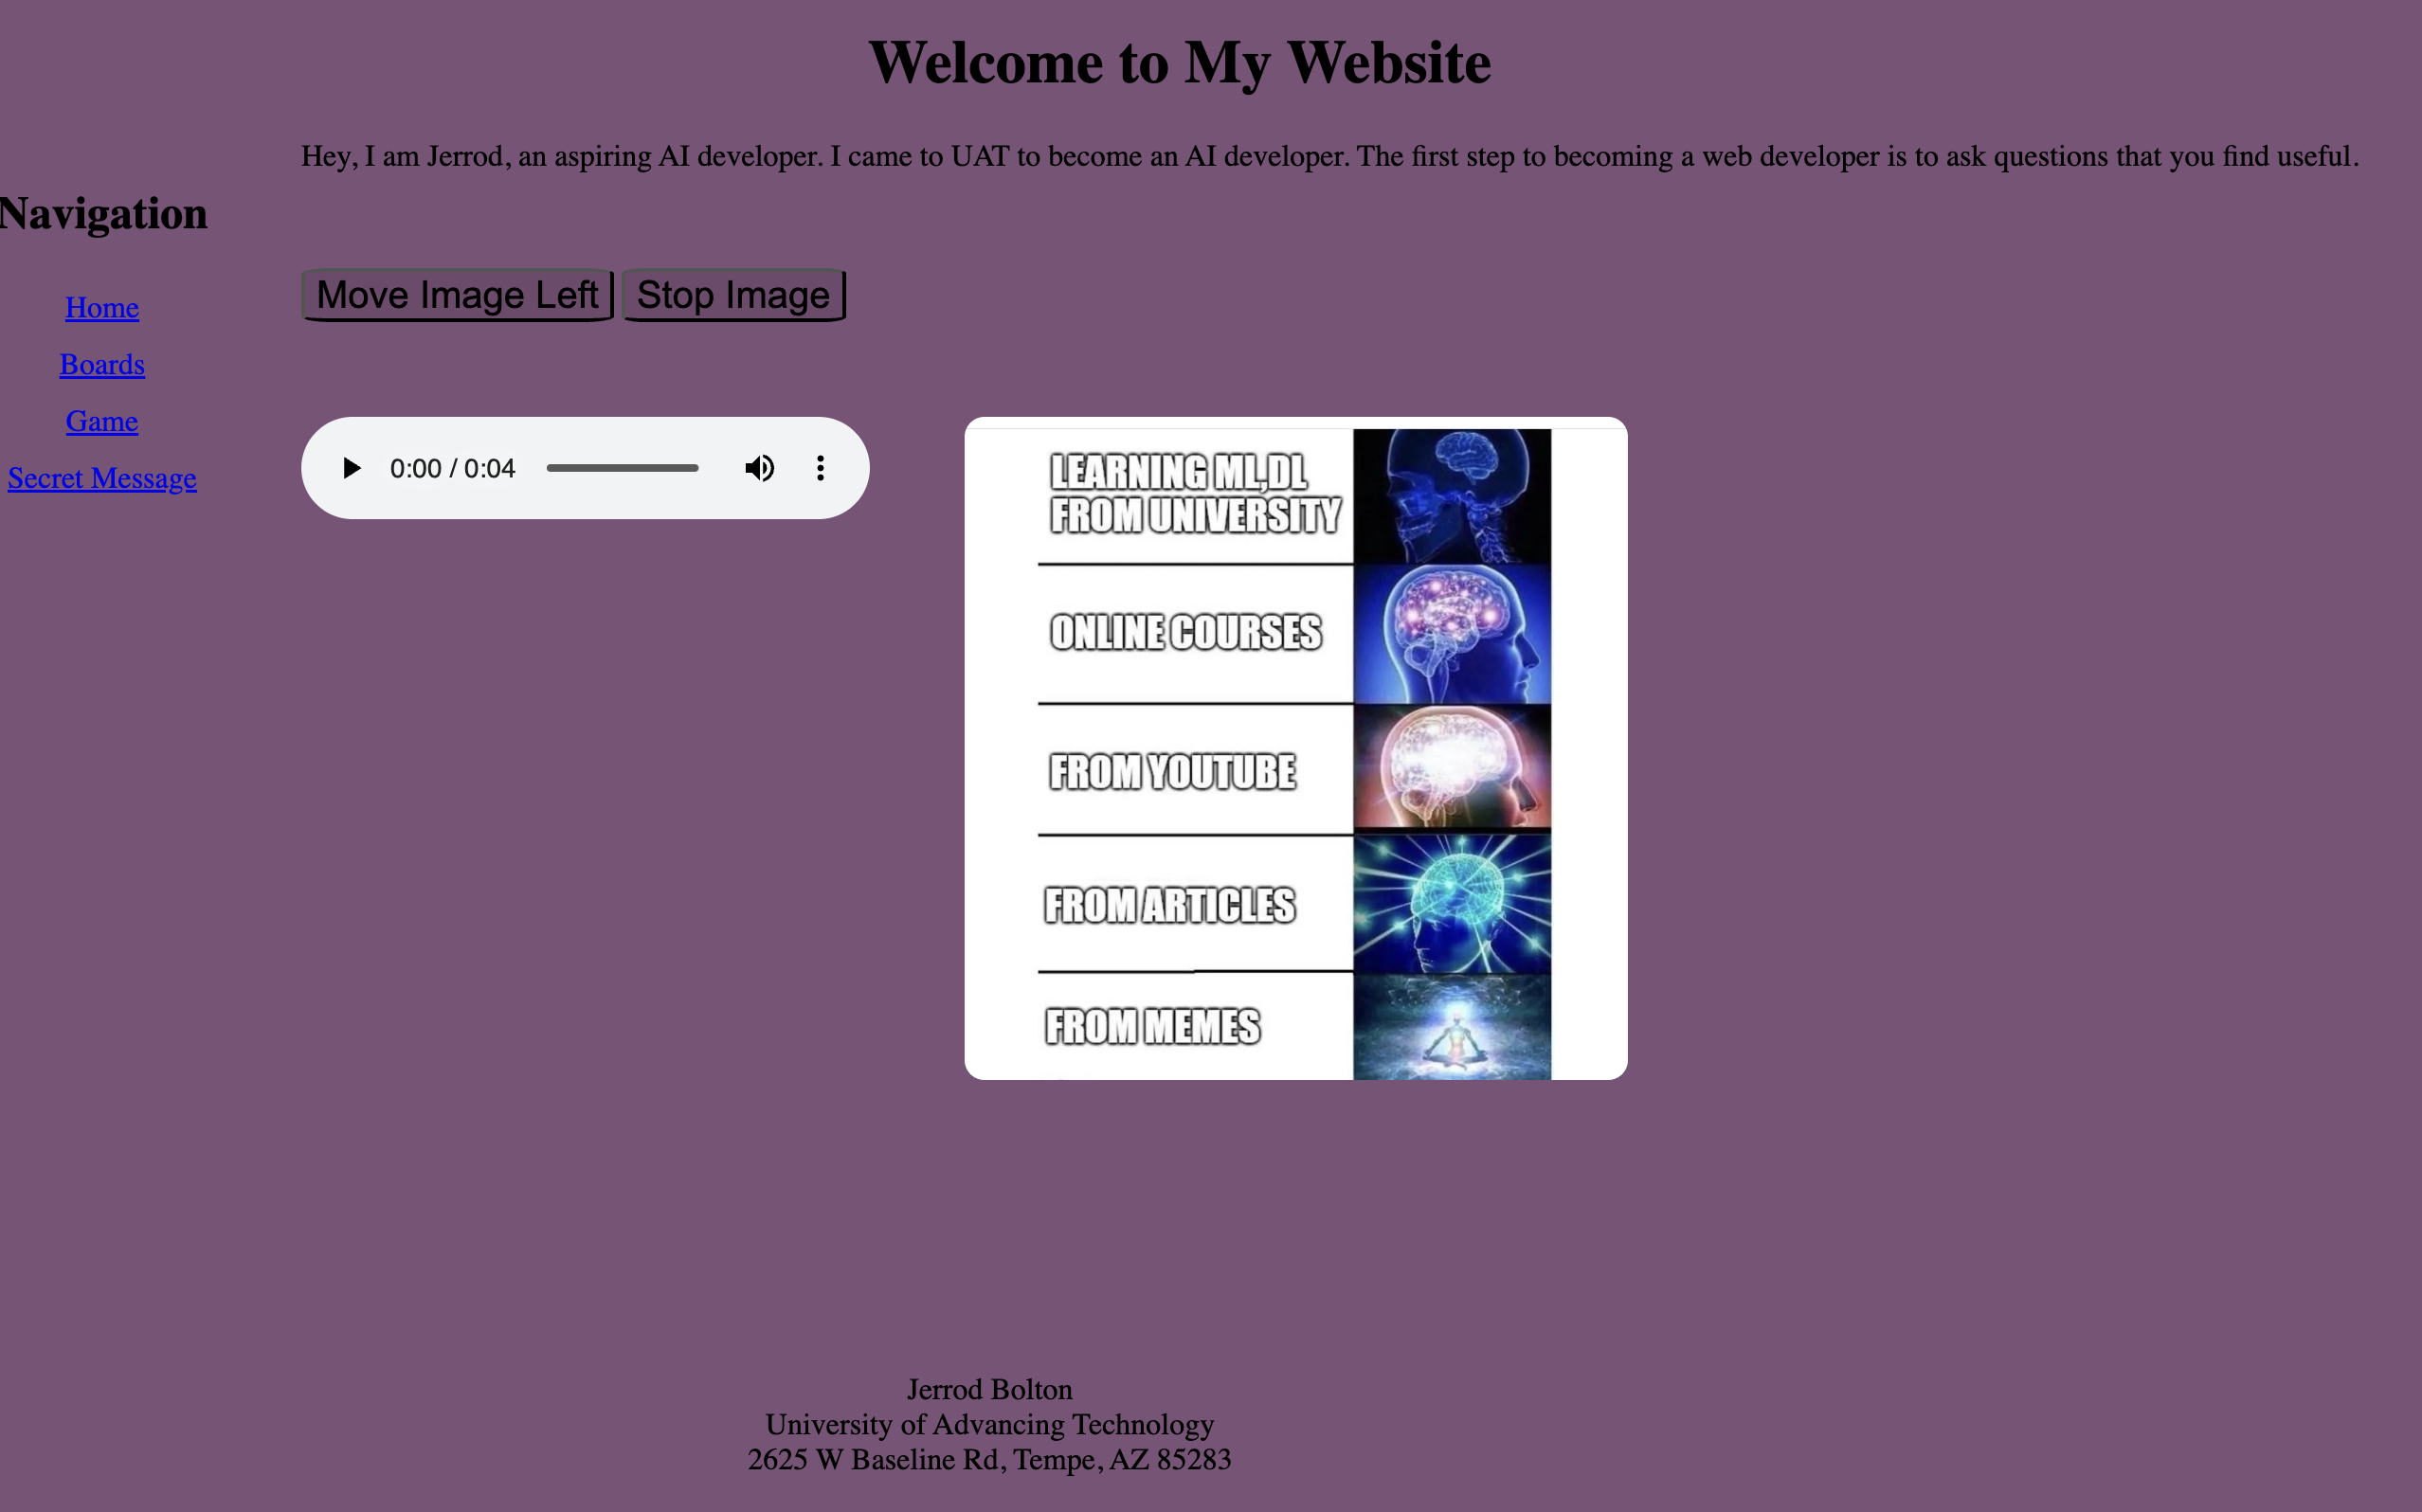 Welcome to My Website
Hey, I am Jerrod, an aspiring AI developer. I came to UAT to become an AI developer. The first step to becoming a web developer is to ask questions that you find useful.
Navigation
Home
Boards
Game
Secret Message
Move Image Left
Stop Image
0:00 / 0:04
LEARNING ML,DL
FROM UNIVERSITY
ONLINE COURSES
FROM YOUTUBE
FROM ARTICLES
FROM MEMES
Jerrod Bolton
University of Advancing Technology
2625 W Baseline Rd, Tempe, AZ 85283